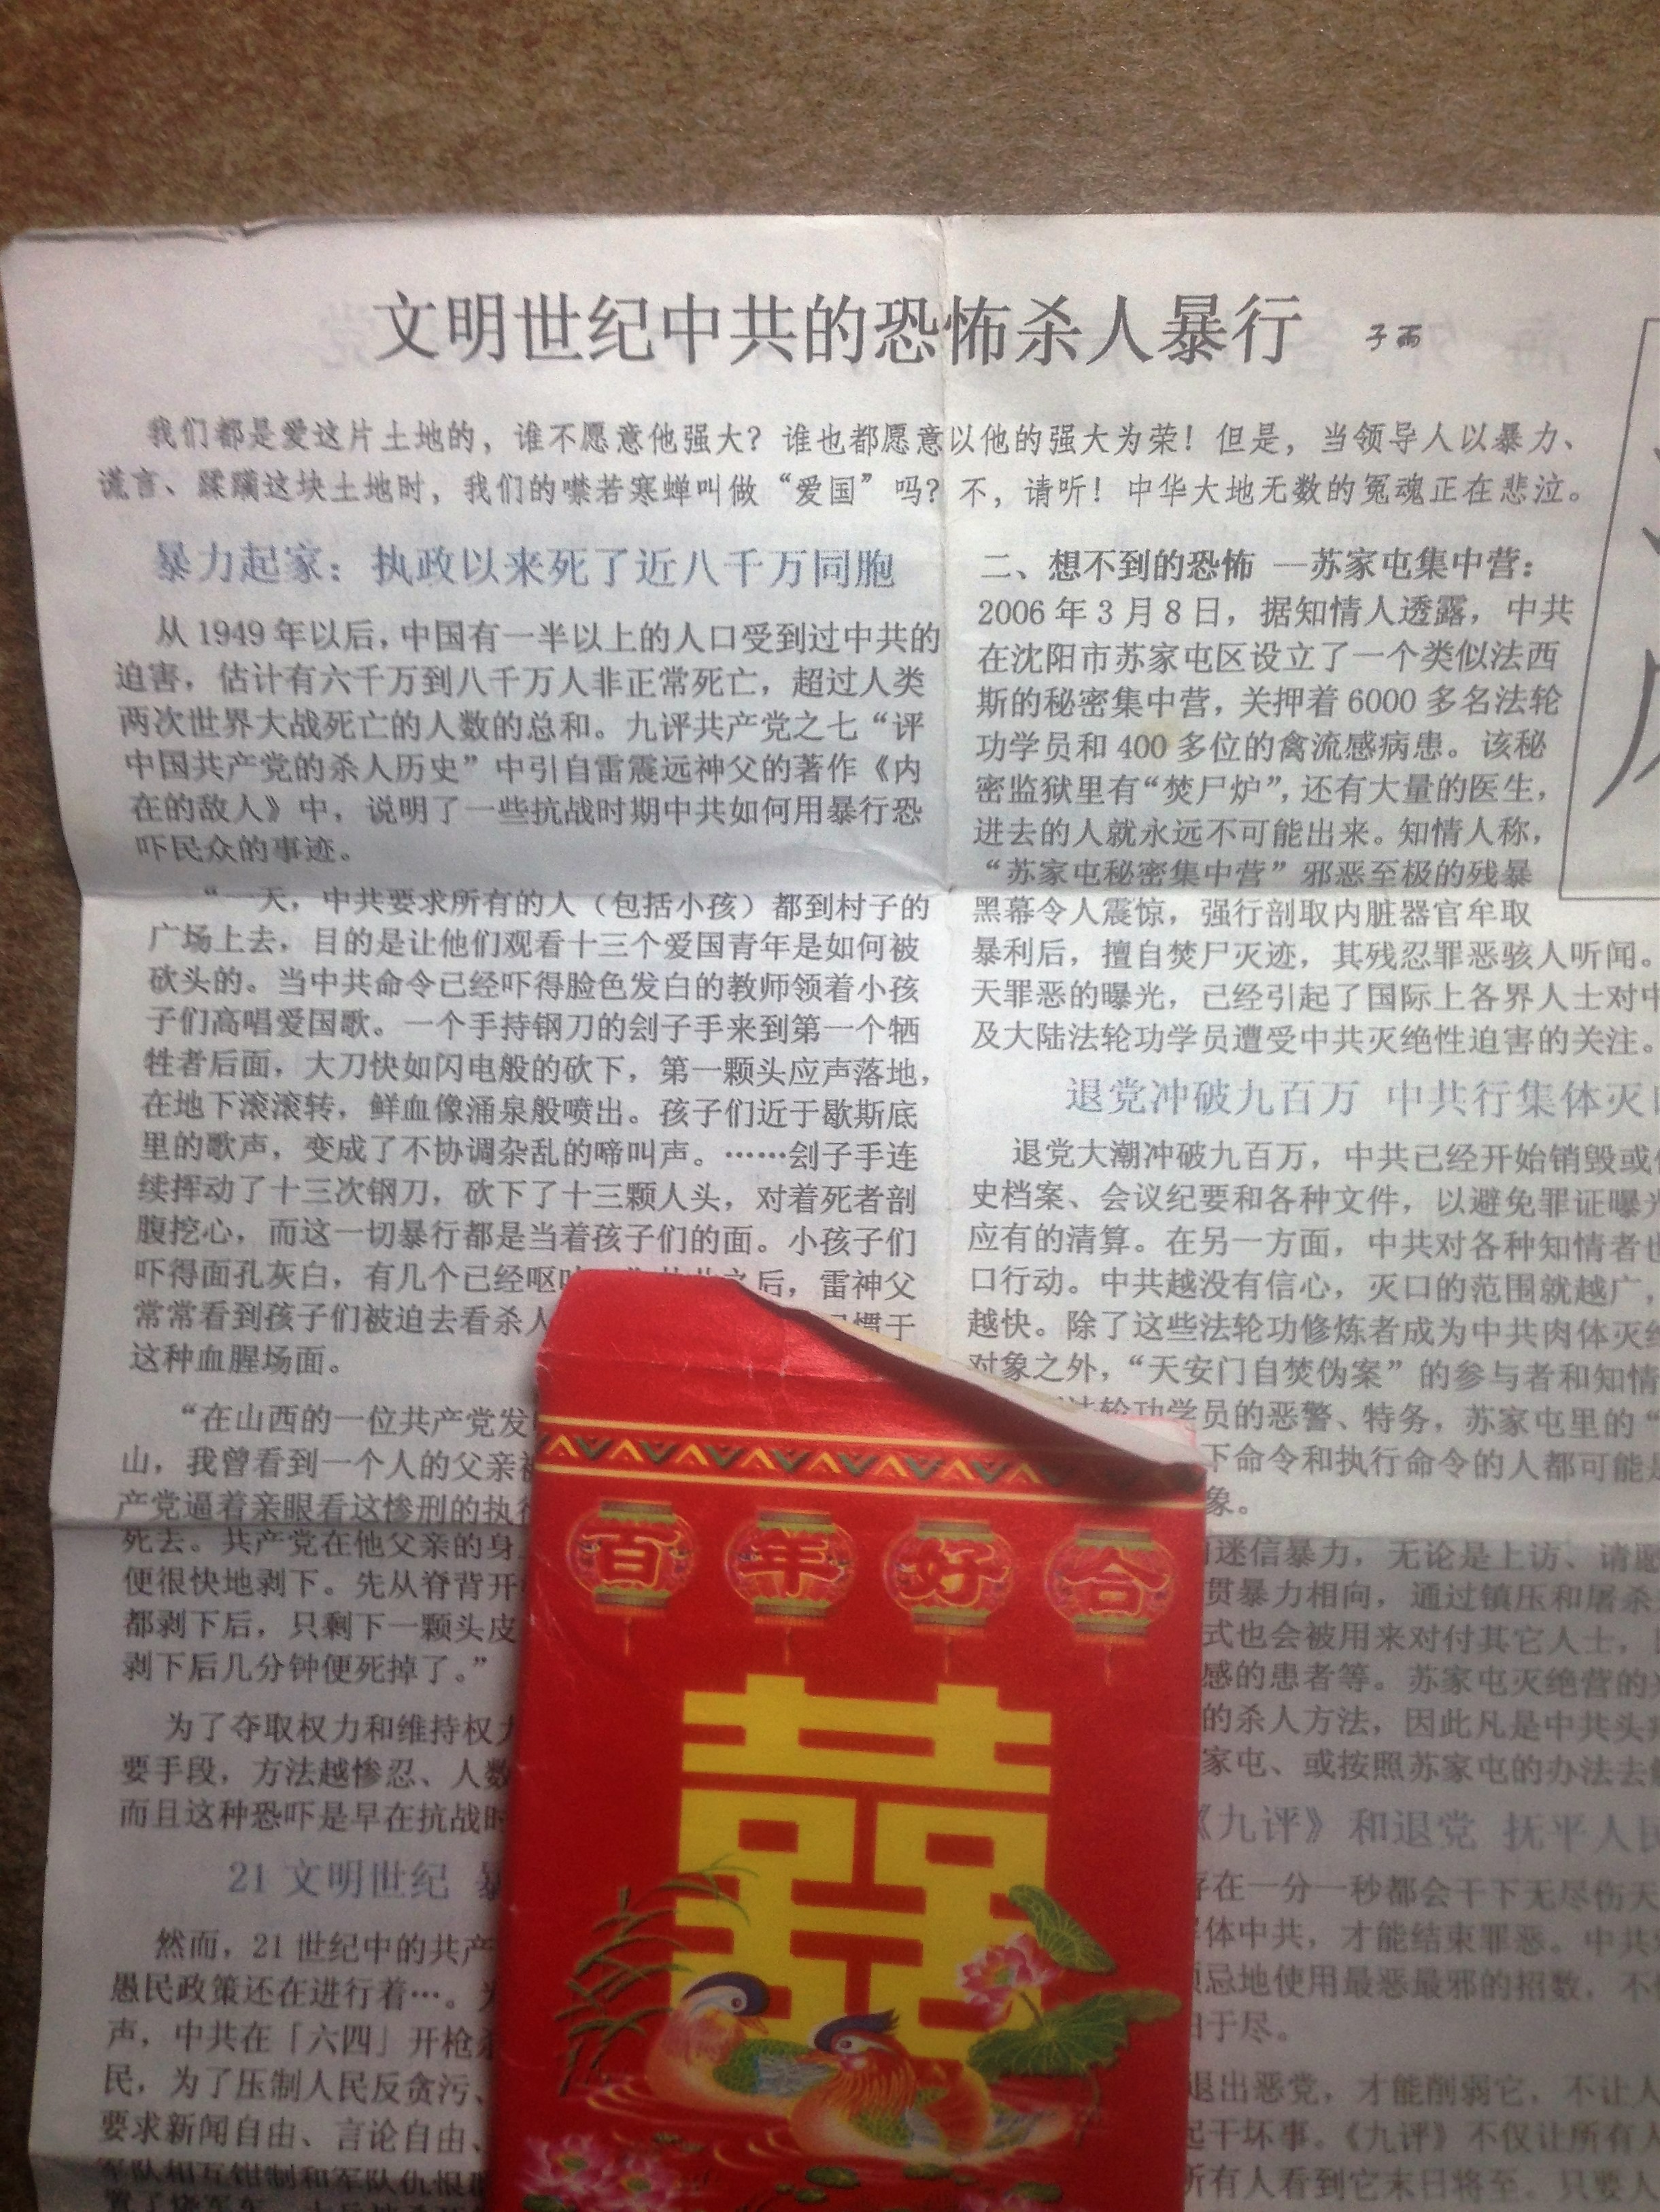 文明世纪中共的恐怖杀人暴行 子雨
我们都是爱这片土地的，谁不愿意他强大？谁也都愿意以他的强大为荣！但是，当领导人以暴力、
谎言、蹂躏这块土地时，我们的噤若寒蝉叫做“爱国”吗？不，请听！中华大地无数的冤魂正在悲泣。
暴力起家：执政以来死了近八千万同胞
从1949年以后，中国有一半以上的人口受到过中共的
迫害，估计有六千万到八千万人非正常死亡，超过人类
两次世界大战死亡的人数的总和。九评共产党之七“评
中国共产党的杀人历史”中引自雷震远神父的著作《内
在的敌人》中，说明了一些抗战时期中共如何用暴行恐
吓民众的事迹。
“一天，中共要求所有的人（包括小孩）都到村子的
广场上去，目的是让他们观看十三个爱国青年是如何被
砍头的。当中共命令已经吓得脸色发白的教师领着小孩
子们高唱爱国歌。一个手持钢刀的刽子手来到第一个牺
牲者后面，大刀快如闪电般的砍下，第一颗头应声落地，
在地下滚滚转，鲜血像涌泉般喷出。孩子们近于歇斯底
里的歌声，变成了不协调杂乱的啼叫声。……刽子手连
续挥动了十三次钢刀，砍下了十三颗人头，对着死者剖
腹挖心，而这一切暴行都是当着孩子们的面。小孩子们
吓得面孔灰白，有几个已经呕 之后，雷神父
常常看到孩子们被迫去看杀人 惯于
这种血腥场面。
“在山西的一位共产党发
山，我曾看到一个人的父亲被
产党逼着亲眼看这惨刑的执行
死去。共产党在他父亲的身
便很快地剥下。先从脊背开
都剥下后，只剩下一颗头皮
剥下后几分钟便死掉了。”
为了夺取权力和维持权力
要手段，方法越惨忍、人数
而且这种恐吓是早在抗战时
21 文明世纪 暴
然而，21世纪中的共产
愚民政策还在进行着…。为
声，中共在「六四」开枪杀
民，为了压制人民反贪污、
要求新闻自由、言论自由、
军队相互钳制和军队仇恨
二、想不到的恐怖 —苏家屯集中营：
2006年3月8日，据知情人透露，中共
在沈阳市苏家屯区设立了一个类似法西
斯的秘密集中营，关押着6000多名法轮
功学员和400多位的禽流感病患。该秘
密监狱里有“焚尸炉”，还有大量的医生，
进去的人就永远不可能出来。知情人称，
“苏家屯秘密集中营”邪恶至极的残暴
黑幕令人震惊，强行剖取内脏器官牟取
暴利后，擅自焚尸灭迹，其残忍罪恶骇人听闻。
天罪恶的曝光，已经引起了国际上各界人士对中
及大陆法轮功学员遭受中共灭绝性迫害的关注。
退党冲破九百万 中共行集体灭口
退党大潮冲破九百万，中共已经开始销毁或
史档案、会议纪要和各种文件，以避免罪证曝光
应有的清算。在另一方面，中共对各种知情者也
口行动。中共越没有信心，灭口的范围就越广，
越快。除了这些法轮功修炼者成为中共肉体灭绝
对象之外，“天安门自焚伪案”的参与者和知情
法轮功学员的恶警、特务，苏家屯里的“
下命令和执行命令的人都可能是
象。
迷信暴力，无论是上访、请愿
贯暴力相向，通过镇压和屠杀
式也会被用来对付其它人士，
感的患者等。苏家屯灭绝营的
的杀人方法，因此凡是中共头
家屯、或按照苏家屯的办法去
《九评》和退党 抚平人民
存在一分一秒都会干下无尽伤天
解体中共，才能结束罪恶。中共
顾忌地使用最恶最邪的招数，不
于尽。
退出恶党，才能削弱它，不让人
起干坏事。《九评》不仅让所有人
所有人看到它末日将至。只要人
百年好合
囍